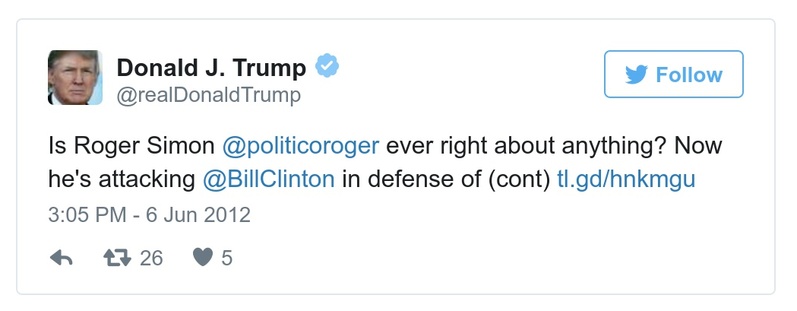 Donald J. Trump
@realDonaldTrump
Follow
Is Roger Simon @politicoroger ever right about anything? Now
he's attacking @BillClinton in defense of (cont) tl.gd/hnkmgu
3:05 PM - 6 Jun 2012
26 5